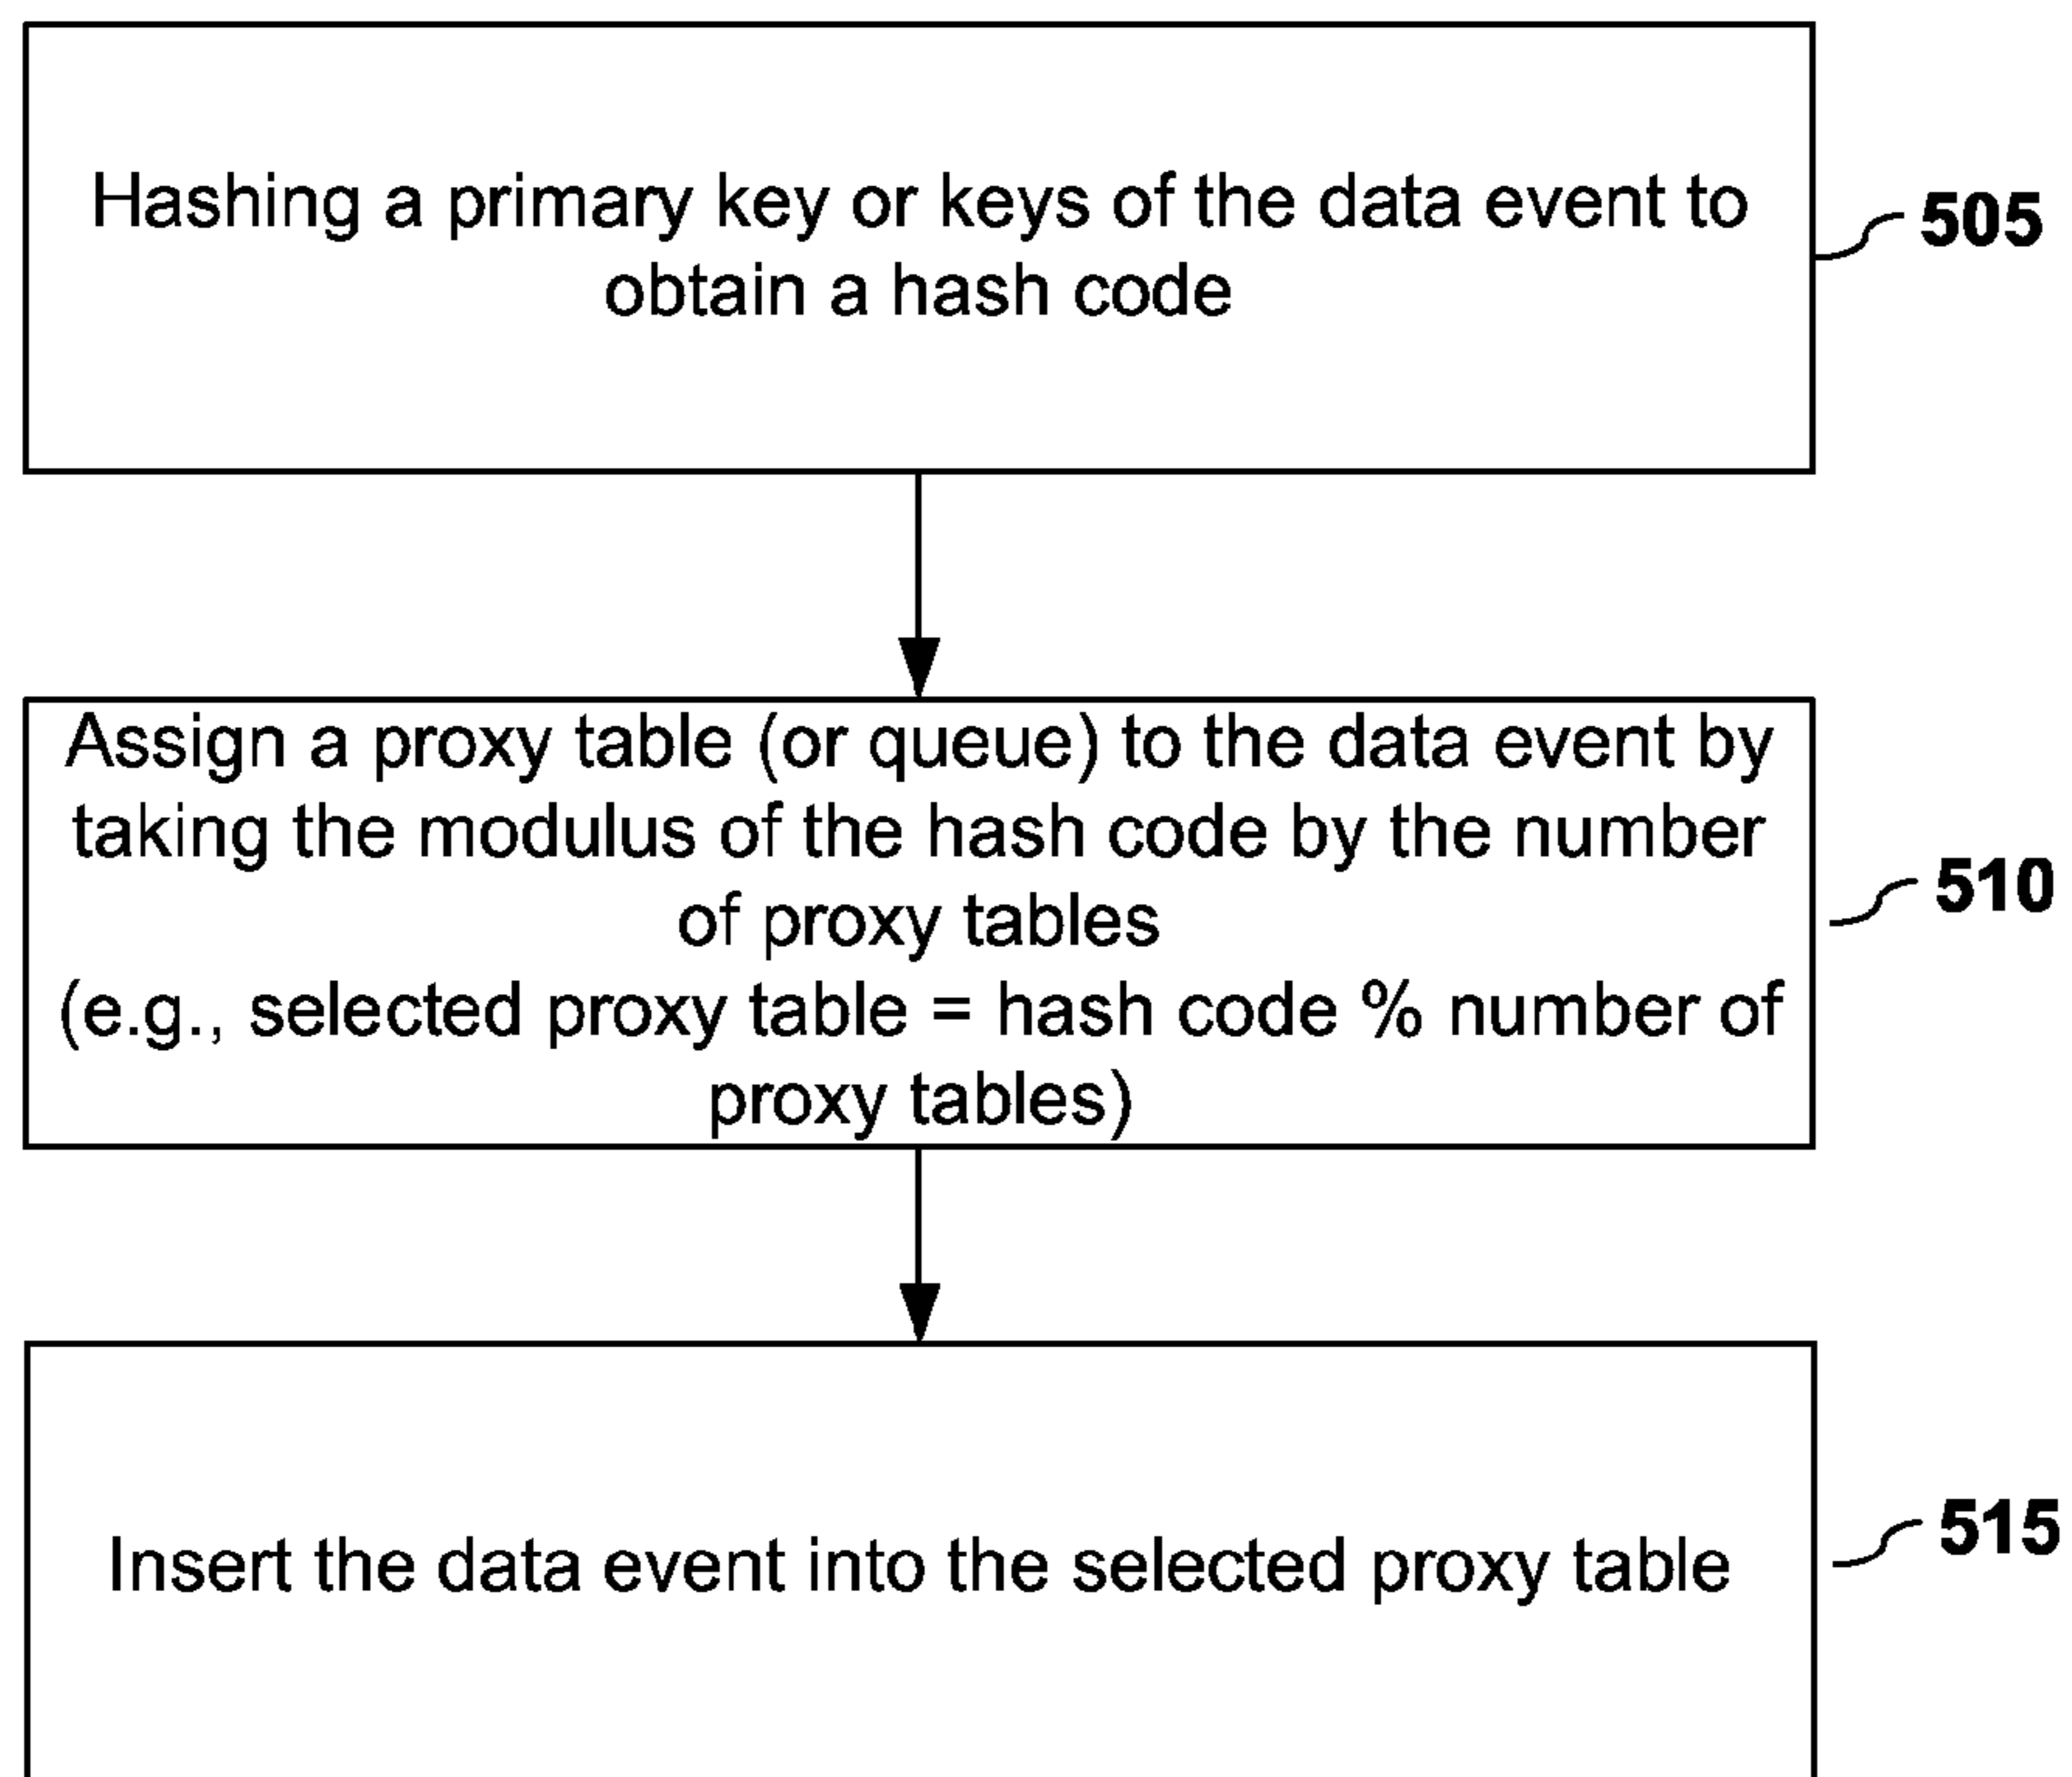 Hashing a primary key or keys of the data event to
obtain a hash code
505
Assign a proxy table (or queue) to the data event by
taking the modulus of the hash code by the number
of proxy tables
(e.g., selected proxy table = hash code % number of
proxy tables)
510
Insert the data event into the selected proxy table
515